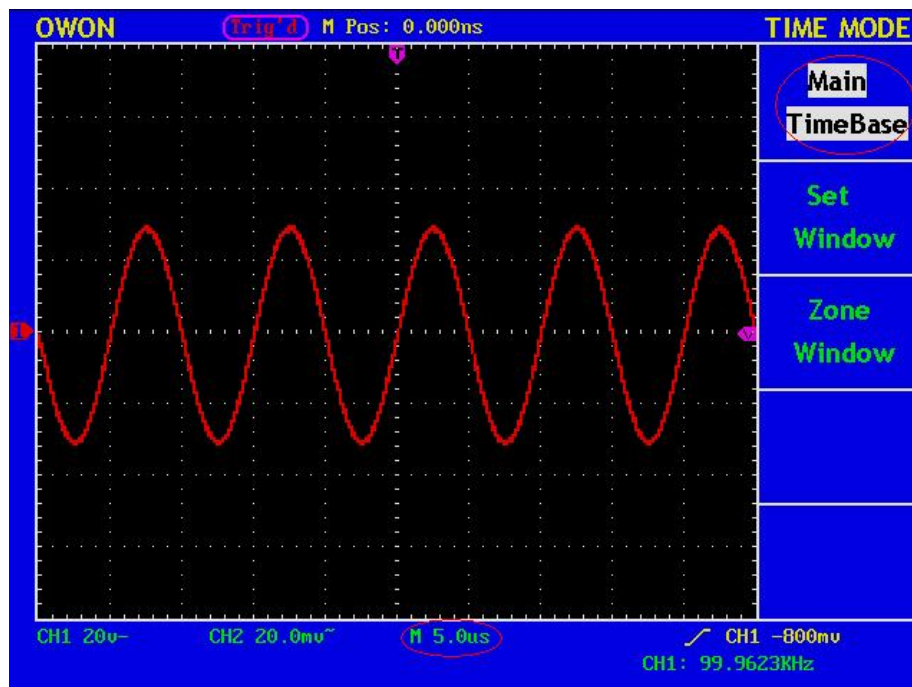 OWON Trig'd M Pos: 0.000ns TIME MODE
T
Main
TimeBase
Set
Window
Zone
Window
1
CH1 20v- CH2 20.0mv~ M 5.0us CH1 -800mv
CH1: 99.9623KHz